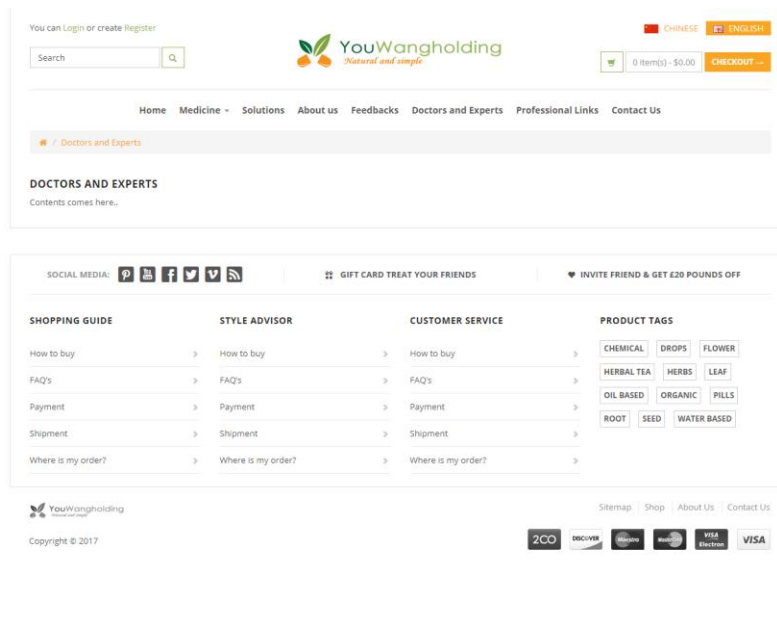 You can Login or create Register
CHINESE
ENGLISH
Search
YouWangholding
Natural and simple
0 item(s) - $0.00
CHECKOUT →
Home Medicine Solutions About us Feedbacks Doctors and Experts Professional Links Contact Us
/ Doctors and Experts
DOCTORS AND EXPERTS
Contents comes here..
SOCIAL MEDIA:
GIFT CARD TREAT YOUR FRIENDS
INVITE FRIEND & GET £20 POUNDS OFF
SHOPPING GUIDE
How to buy
FAQ's
Payment
Shipment
Where is my order?
STYLE ADVISOR
How to buy
FAQ's
Payment
Shipment
Where is my order?
CUSTOMER SERVICE
How to buy
FAQ's
Payment
Shipment
Where is my order?
PRODUCT TAGS
CHEMICAL DROPS FLOWER
HERBAL TEA HERBS LEAF
OIL BASED ORGANIC PILLS
ROOT SEED WATER BASED
YouWangholding
Natural and simple
Sitemap Shop About Us Contact Us
Copyright © 2017
2CO DISCOVER Maestro MasterCard VISA Electron VISA